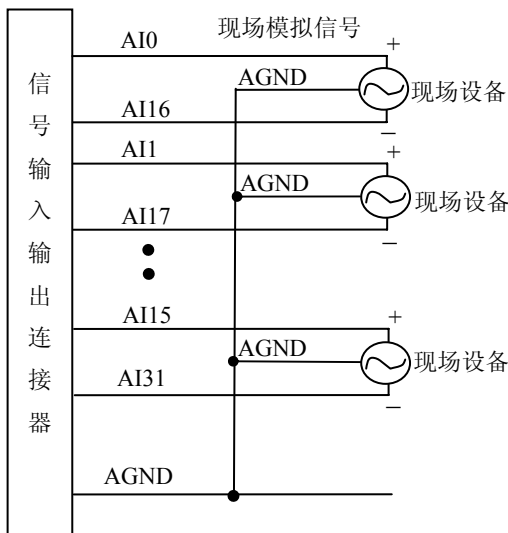 信号输入输出连接器
现场模拟信号
AI0
+
AGND
现场设备
AI16
−
AI1
+
AGND
现场设备
AI17
−
AI15
+
AGND
现场设备
AI31
−
AGND